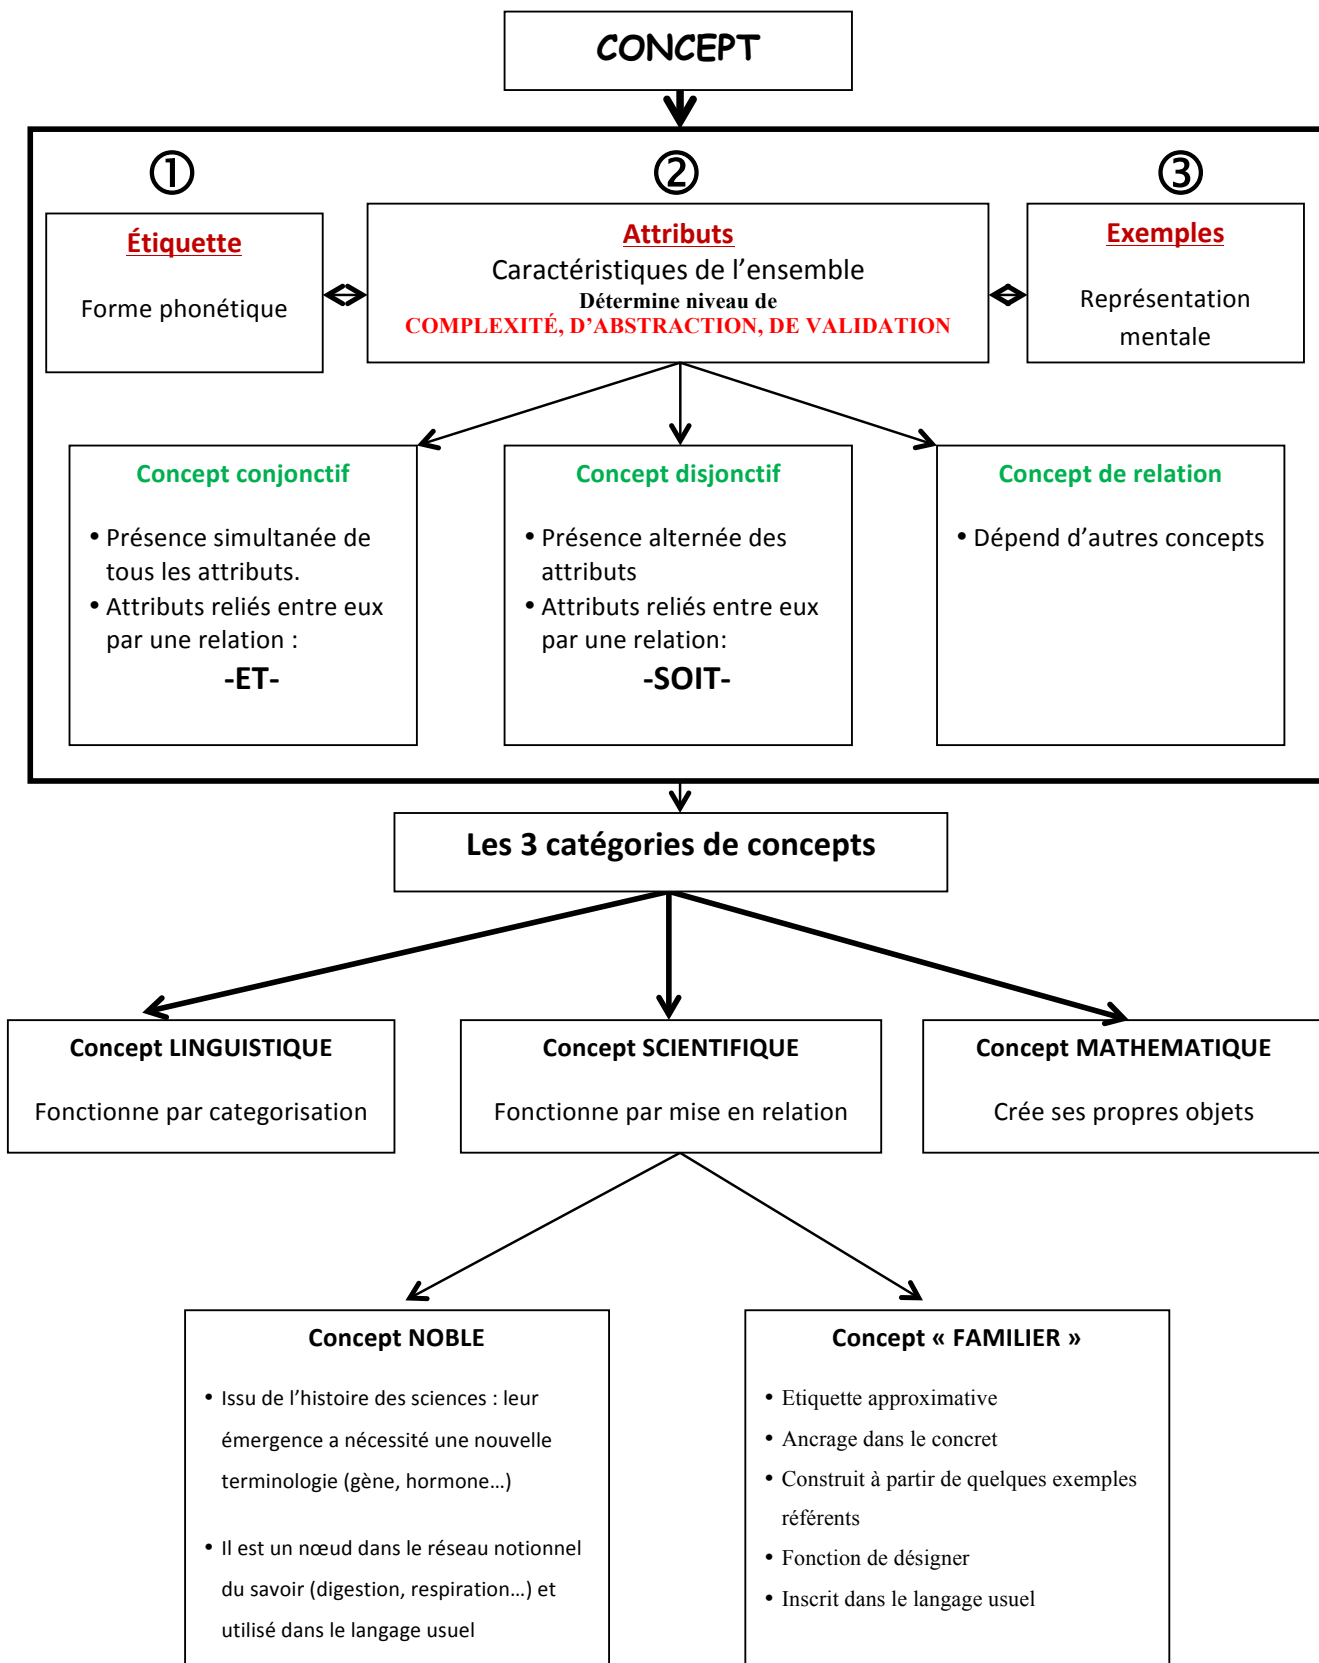 CONCEPT
①
②
③
Étiquette
Forme phonétique
Attributs
Caractéristiques de l’ensemble
Détermine niveau de
COMPLEXITÉ, D’ABSTRACTION, DE VALIDATION
Exemples
Représentation
mentale
Concept conjonctif
• Présence simultanée de
tous les attributs.
• Attributs reliés entre eux
par une relation :
-ET-
Concept disjonctif
• Présence alternée des
attributs
• Attributs reliés entre eux
par une relation:
-SOIT-
Concept de relation
• Dépend d’autres concepts
Les 3 catégories de concepts
Concept LINGUISTIQUE
Fonctionne par categorisation
Concept SCIENTIFIQUE
Fonctionne par mise en relation
Concept MATHEMATIQUE
Crée ses propres objets
Concept NOBLE
• Issu de l’histoire des sciences : leur
émergence a nécessité une nouvelle
terminologie (gène, hormone…)
• Il est un nœud dans le réseau notionnel
du savoir (digestion, respiration…) et
utilisé dans le langage usuel
Concept « FAMILIER »
• Etiquette approximative
• Ancrage dans le concret
• Construit à partir de quelques exemples
référents
• Fonction de désigner
• Inscrit dans le langage usuel